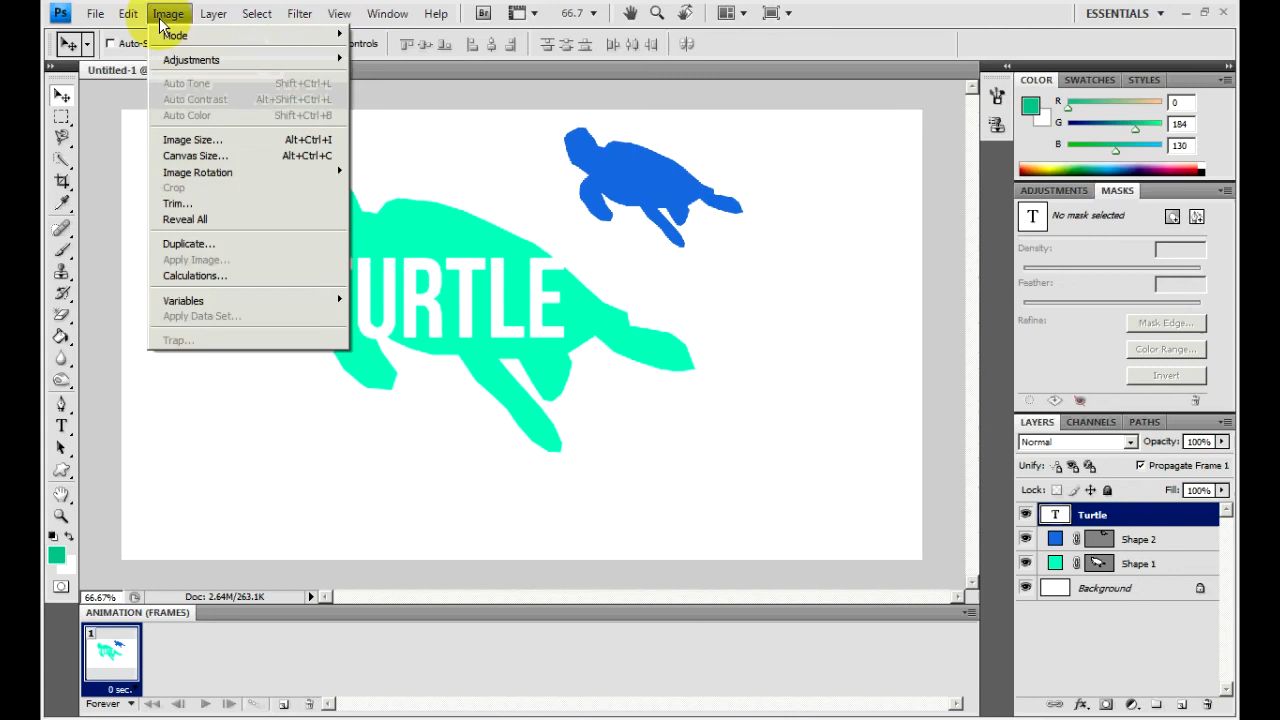 Ps File Edit Image Layer Select Filter View Window Help Br 66.7 ESSENTIALS
Auto-S
Controls
Untitled-1 @
Mode
Adjustments
Auto Tone Shift+Ctrl+L
Auto Contrast Alt+Shift+Ctrl+L
Auto Color Shift+Ctrl+B
Image Size... Alt+Ctrl+I
Canvas Size... Alt+Ctrl+C
Image Rotation
Crop
Trim...
Reveal All
Duplicate...
Apply Image...
Calculations...
Variables
Apply Data Set...
Trap...
TURTLE
COLOR SWATCHES STYLES
R 0
G 184
B 130
ADJUSTMENTS MASKS
T No mask selected
Density:
Feather:
Refine: Mask Edge...
Color Range...
Invert
LAYERS CHANNELS PATHS
Normal Opacity: 100%
Unify: Propagate Frame 1
Lock: Fill: 100%
T Turtle
Shape 2
Shape 1
Background
66.67% Doc: 2.64M/263.1K
ANIMATION (FRAMES)
1
0 sec.
Forever